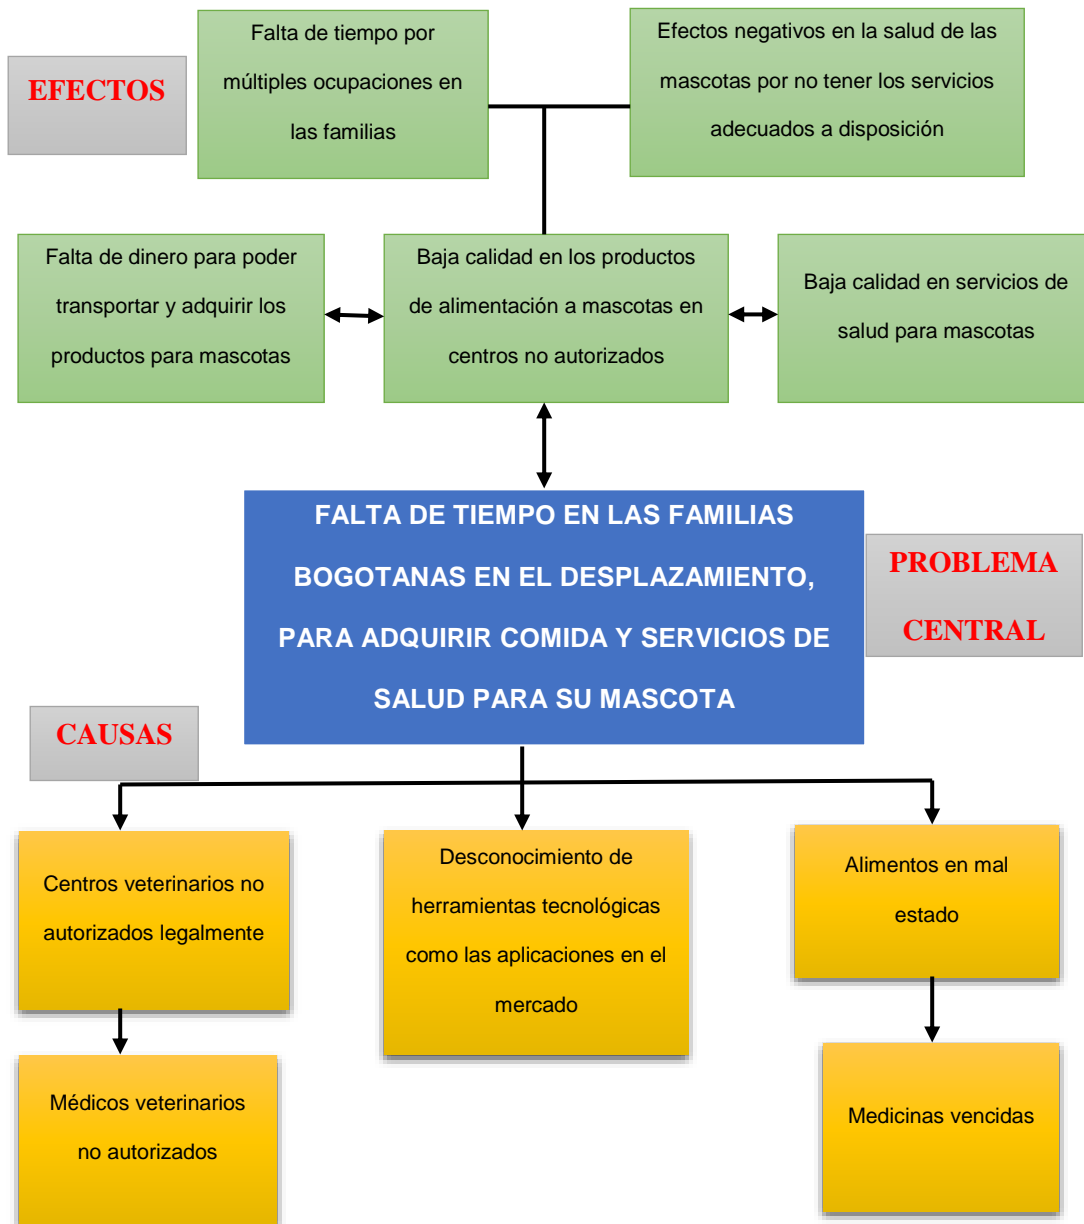 EFECTOS
Falta de tiempo por
múltiples ocupaciones en
las familias
Efectos negativos en la salud de las
mascotas por no tener los servicios
adecuados a disposición
Falta de dinero para poder
transportar y adquirir los
productos para mascotas
Baja calidad en los productos
de alimentación a mascotas en
centros no autorizados
Baja calidad en servicios de
salud para mascotas
FALTA DE TIEMPO EN LAS FAMILIAS
BOGOTANAS EN EL DESPLAZAMIENTO,
PARA ADQUIRIR COMIDA Y SERVICIOS DE
SALUD PARA SU MASCOTA
PROBLEMA
CENTRAL
CAUSAS
Centros veterinarios no
autorizados legalmente
Desconocimiento de
herramientas tecnológicas
como las aplicaciones en el
mercado
Alimentos en mal
estado
Médicos veterinarios
no autorizados
Medicinas vencidas